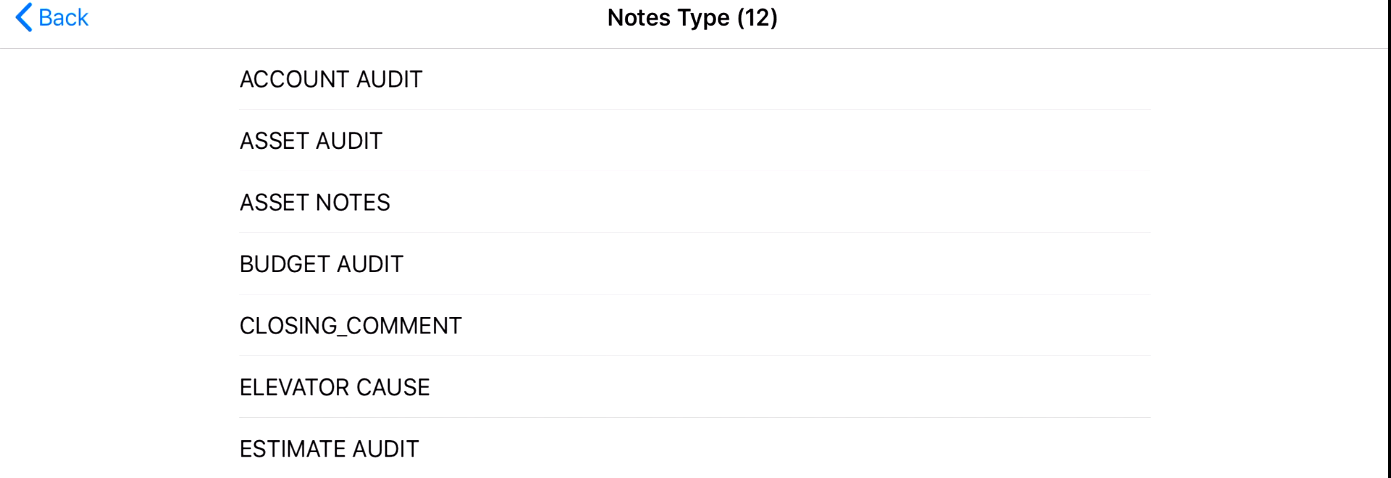 Back
Notes Type (12)
ACCOUNT AUDIT
ASSET AUDIT
ASSET NOTES
BUDGET AUDIT
CLOSING_COMMENT
ELEVATOR CAUSE
ESTIMATE AUDIT